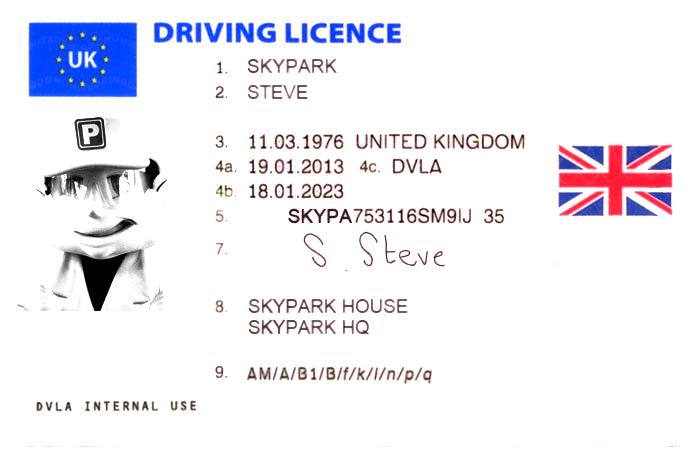 UK
DRIVING LICENCE
1. SKYPARK
2. STEVE
P
3. 11.03.1976 UNITED KINGDOM
4a. 19.01.2013 4c. DVLA
4b. 18.01.2023
5. SKYPA753116SM9IJ 35
7. S. Steve
8. SKYPARK HOUSE
SKYPARK HQ
9. AM/A/B1/B/f/k/l/n/p/q
DVLA INTERNAL USE